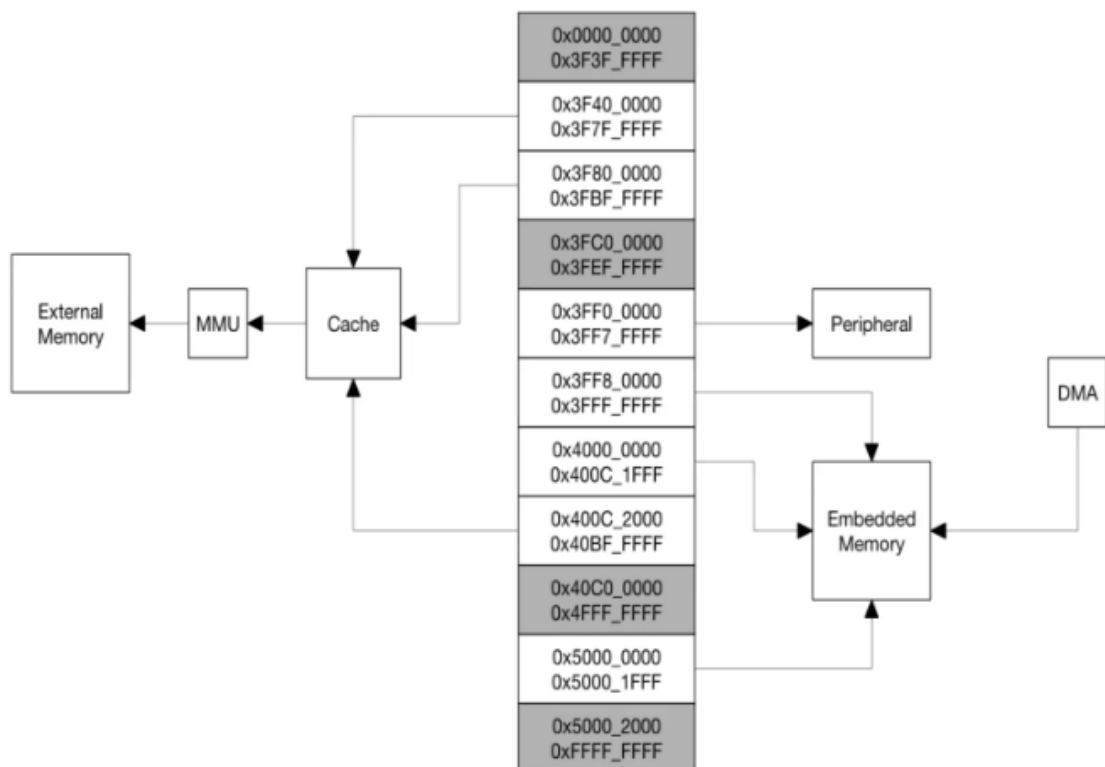 0x0000_0000
0x3F3F_FFFF
0x3F40_0000
0x3F7F_FFFF
0x3F80_0000
0x3FBF_FFFF
0x3FC0_0000
0x3FEF_FFFF
External
Memory
MMU
Cache
0x3FF0_0000
0x3FF7_FFFF
Peripheral
0x3FF8_0000
0x3FFF_FFFF
DMA
0x4000_0000
0x400C_1FFF
0x400C_2000
0x40BF_FFFF
Embedded
Memory
0x40C0_0000
0x4FFF_FFFF
0x5000_0000
0x5000_1FFF
0x5000_2000
0xFFFF_FFFF